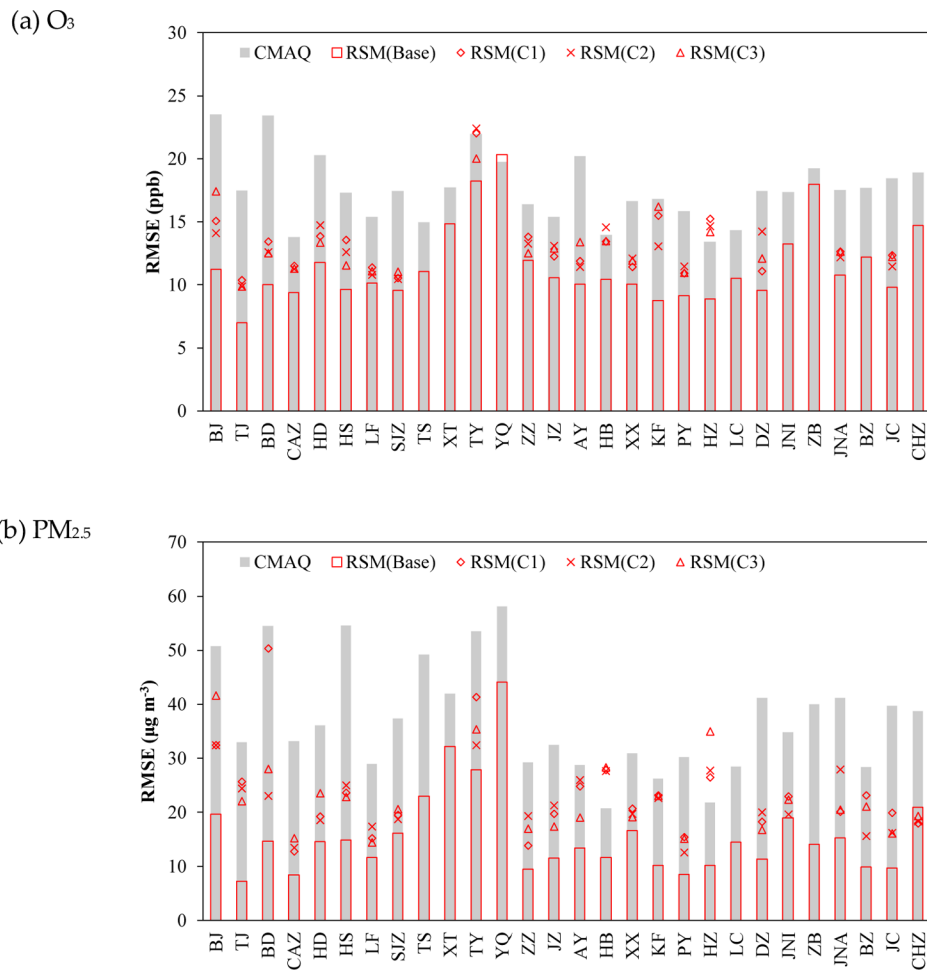 (a) O3
30
CMAQ RSM(Base) RSM(C1) RSM(C2) RSM(C3)
25
20
15
10
5
0
RMSE (ppb)
BJ TJ BD CAZ HD HS LF SJZ TS XT TY YQ ZZ JZ AY HB XX KF PY HZ LC DZ JNI ZB JNA BZ JC CHZ
(b) PM2.5
70
CMAQ RSM(Base) RSM(C1) RSM(C2) RSM(C3)
60
50
40
30
20
10
0
RMSE (μg m-3)
BJ TJ BD CAZ HD HS LF SJZ TS XT TY YQ ZZ JZ AY HB XX KF PY HZ LC DZ JNI ZB JNA BZ JC CHZ